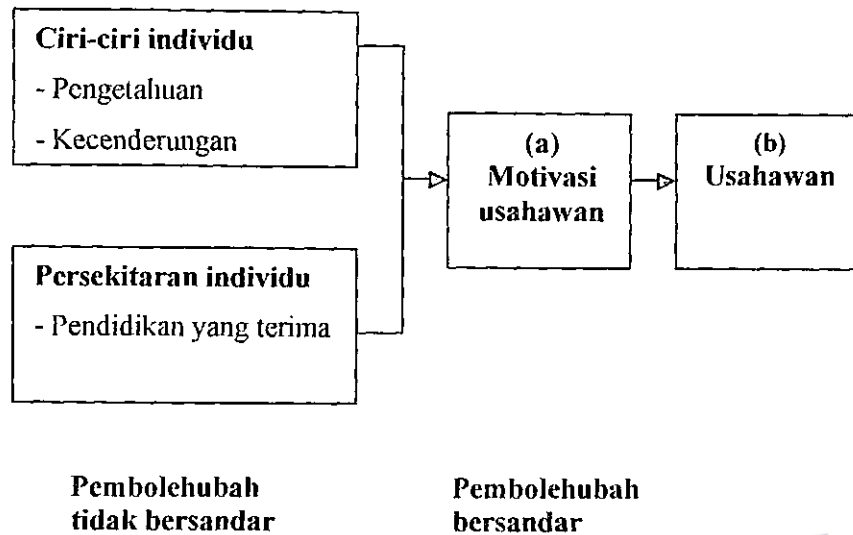 Ciri-ciri individu
- Pengetahuan
- Kecenderungan
Persekitaran individu
- Pendidikan yang terima
(a)
Motivasi
usahawan
(b)
Usahawan
Pembolehubah
tidak bersandar
Pembolehubah
bersandar